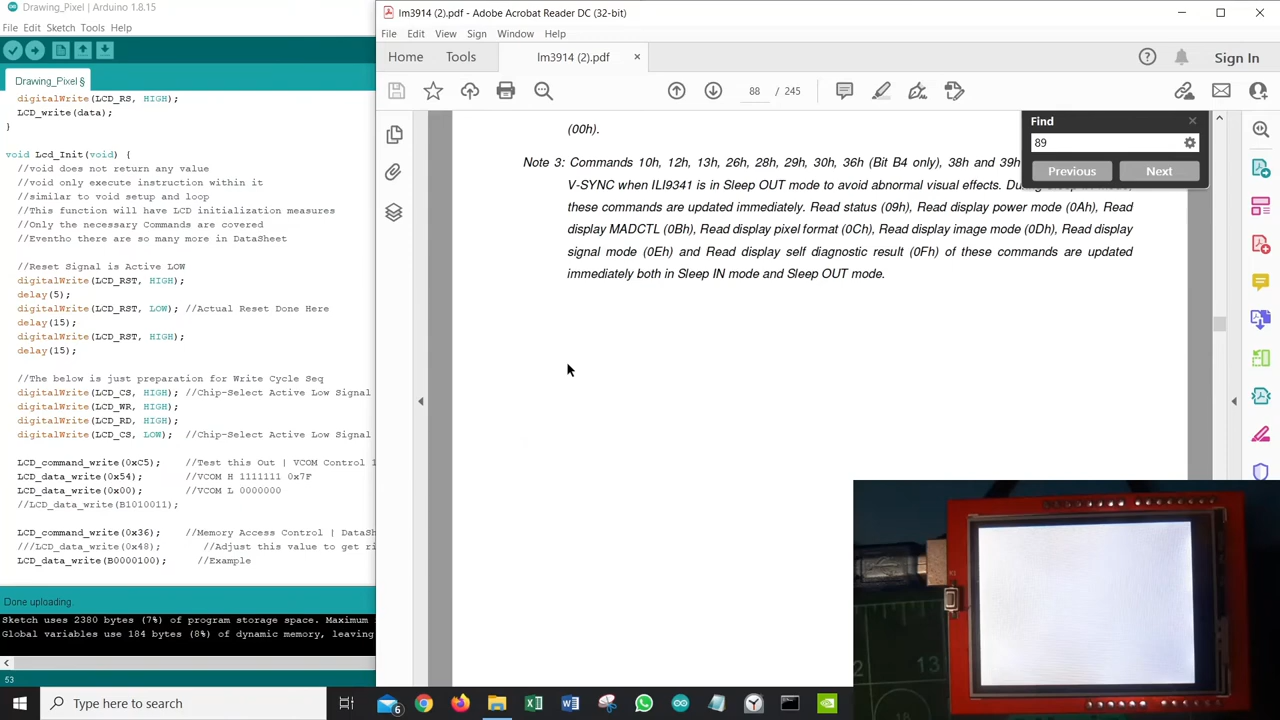 Drawing_Pixel | Arduino 1.8.15
File Edit Sketch Tools Help
Drawing_Pixel §
digitalWrite(LCD_RS, HIGH);
LCD_write(data);
}
void Lcd_Init(void) {
//void does not return any value
//void only execute instruction within it
//similar to void setup and loop
//This function will have LCD initialization measures
//Only the necessary Commands are covered
//Eventho there are so many more in DataSheet
//Reset Signal is Active LOW
digitalWrite(LCD_RST, HIGH);
delay(5);
digitalWrite(LCD_RST, LOW); //Actual Reset Done Here
delay(15);
digitalWrite(LCD_RST, HIGH);
delay(15);
//The below is just preparation for Write Cycle Seq
digitalWrite(LCD_CS, HIGH); //Chip-Select Active Low Signal
digitalWrite(LCD_WR, HIGH);
digitalWrite(LCD_RD, HIGH);
digitalWrite(LCD_CS, LOW); //Chip-Select Active Low Signal
LCD_command_write(0xC5); //Test this Out | VCOM Control 1
LCD_data_write(0x54); //VCOM H 1111111 0x7F
LCD_data_write(0x00); //VCOM L 0000000
//LCD_data_write(B1010011);
LCD_command_write(0x36); //Memory Access Control | DataSh
///LCD_data_write(0x48); //Adjust this value to get ri
LCD_data_write(B0000100); //Example
Done uploading.
Sketch uses 2380 bytes (7%) of program storage space. Maximum
Global variables use 184 bytes (8%) of dynamic memory, leaving
53
lm3914 (2).pdf - Adobe Acrobat Reader DC (32-bit)
File Edit View Sign Window Help
Home Tools lm3914 (2).pdf × Sign In
88 / 245
Find
89
Previous Next
(00h).
Note 3: Commands 10h, 12h, 13h, 26h, 28h, 29h, 30h, 36h (Bit B4 only), 38h and 39h
V-SYNC when ILI9341 is in Sleep OUT mode to avoid abnormal visual effects.
these commands are updated immediately. Read status (09h), Read display power mode (0Ah), Read
display MADCTL (0Bh), Read display pixel format (0Ch), Read display image mode (0Dh), Read display
signal mode (0Eh) and Read display self diagnostic result (0Fh) of these commands are updated
immediately both in Sleep IN mode and Sleep OUT mode.
2 13
18
Type here to search
6